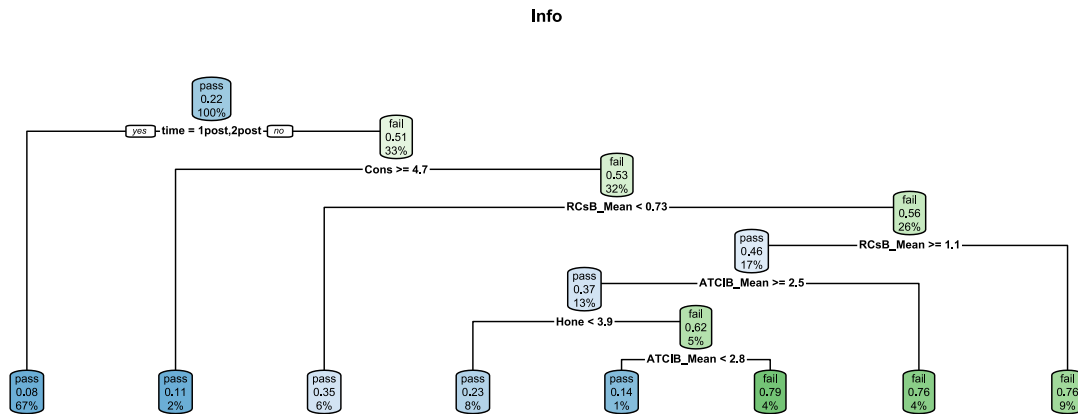 Info
pass
0.22
100%
yes time = 1post,2post no
fail
0.51
33%
Cons >= 4.7
fail
0.53
32%
RCsB_Mean < 0.73
fail
0.56
26%
RCsB_Mean >= 1.1
pass
0.46
17%
ATCIB_Mean >= 2.5
pass
0.37
13%
Hone < 3.9
fail
0.62
5%
ATCIB_Mean < 2.8
pass
0.08
67%
pass
0.11
2%
pass
0.35
6%
pass
0.23
8%
pass
0.14
1%
fail
0.79
4%
fail
0.76
4%
fail
0.76
9%